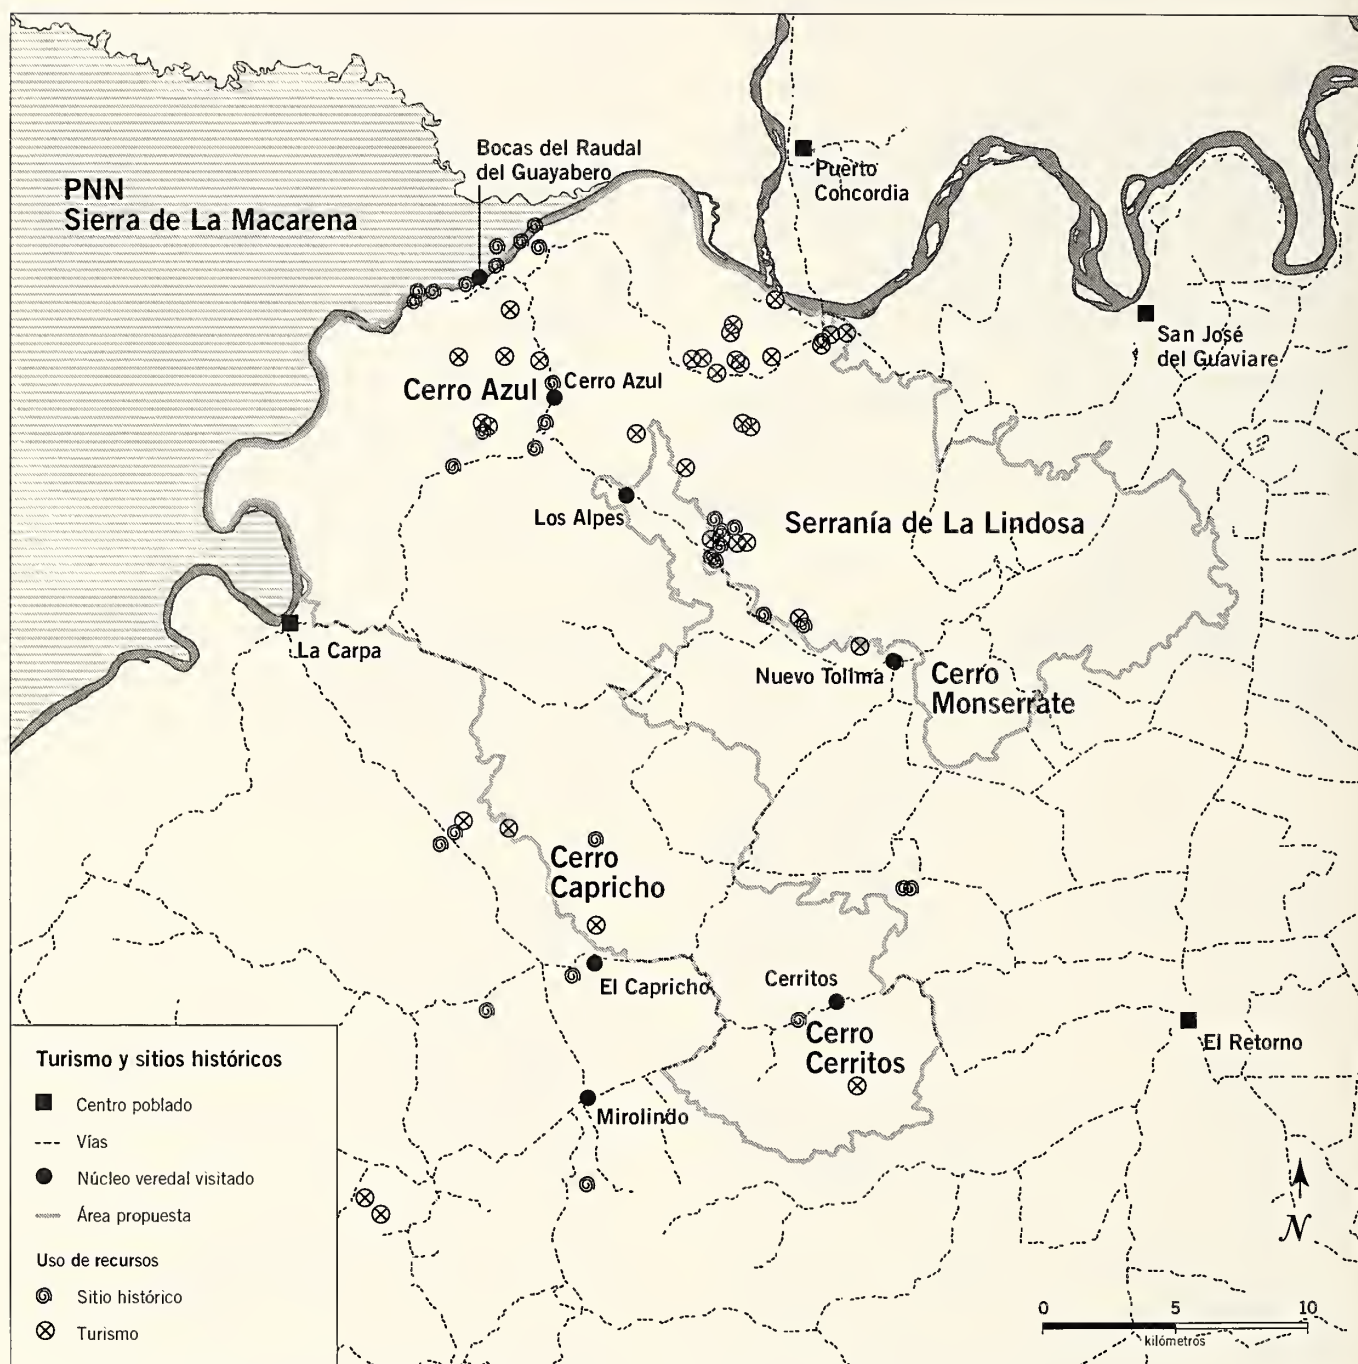 Bocas del Raudal
del Guayabero
PNN
Sierra de La Macarena
Puerto
Concordia
San José
del Guaviare
Cerro Azul
Cerro Azul
Los Alpes
Serranía de La Lindosa
La Carpa
Nuevo Tolima
Cerro
Monserrate
Cerro
Capricho
El Capricho
Cerritos
Cerro
Cerritos
El Retorno
Mirolindo
Turismo y sitios históricos
Centro poblado
Vías
Núcleo veredal visitado
Área propuesta
Uso de recursos
Sitio histórico
Turismo
N
0 5 10
kilómetros